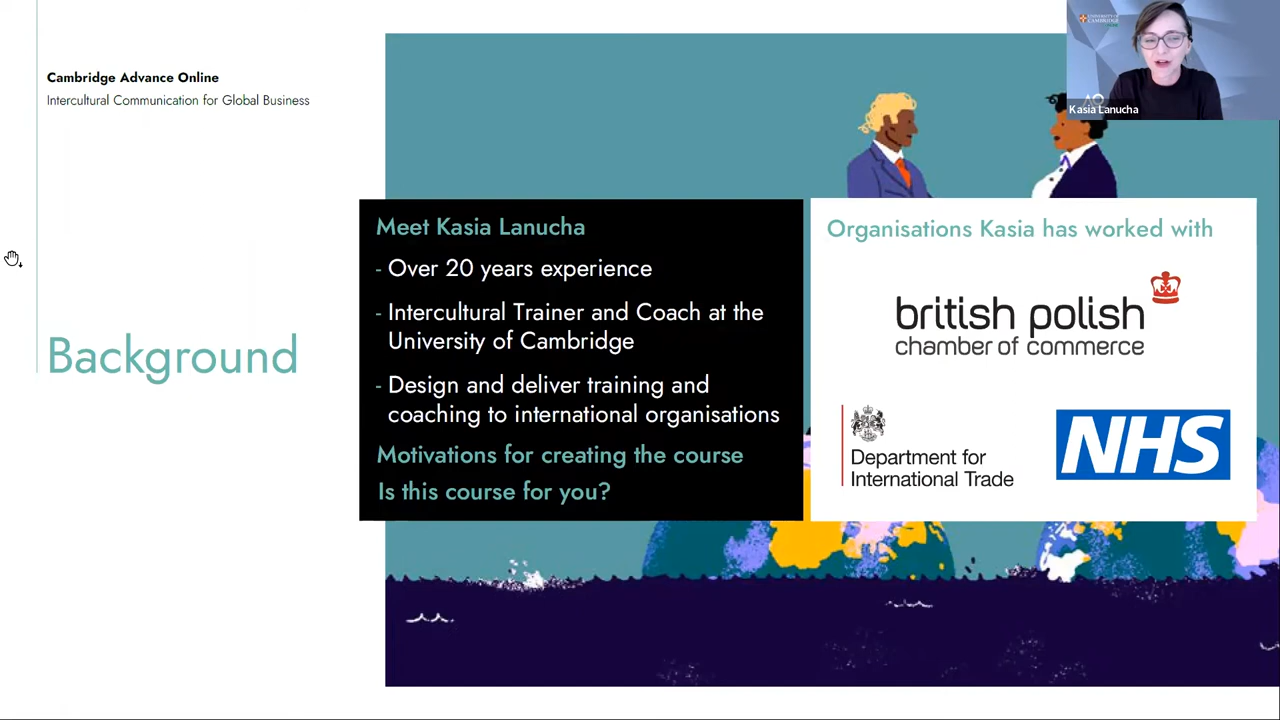 Cambridge Advance Online
Intercultural Communication for Global Business
Background
Meet Kasia Lanucha
- Over 20 years experience
- Intercultural Trainer and Coach at the
University of Cambridge
- Design and deliver training and
coaching to international organisations
Motivations for creating the course
Is this course for you?
Organisations Kasia has worked with
british polish
chamber of commerce
Department for
International Trade
NHS
UNIVERSITY OF
CAMBRIDGE
Kasia Lanucha